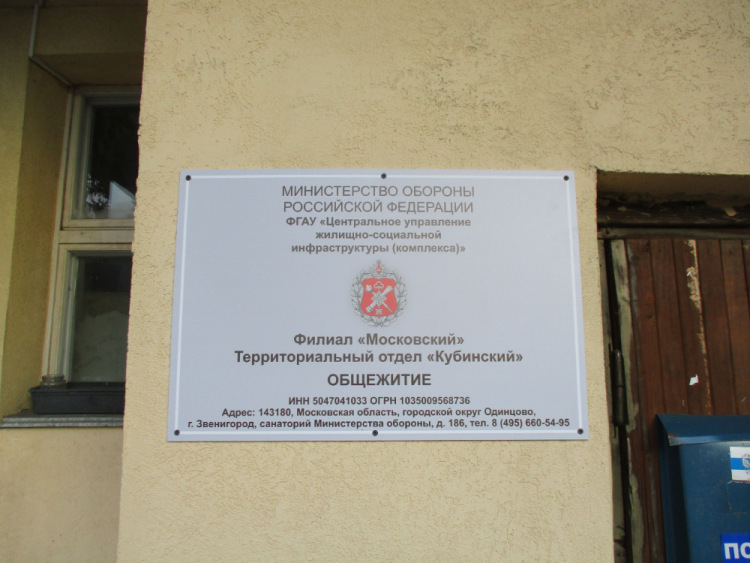 МИНИСТЕРСТВО ОБОРОНЫ
РОССИЙСКОЙ ФЕДЕРАЦИИ
ФГАУ «Центральное управление
жилищно-социальной
инфраструктуры (комплекса)»
Филиал «Московский»
Территориальный отдел «Кубинский»
ОБЩЕЖИТИЕ
ИНН 5047041033 ОГРН 1035009568736
Адрес: 143180, Московская область, городской округ Одинцово,
г. Звенигород, санаторий Министерства обороны, д. 186, тел. 8 (495) 660-54-95
по